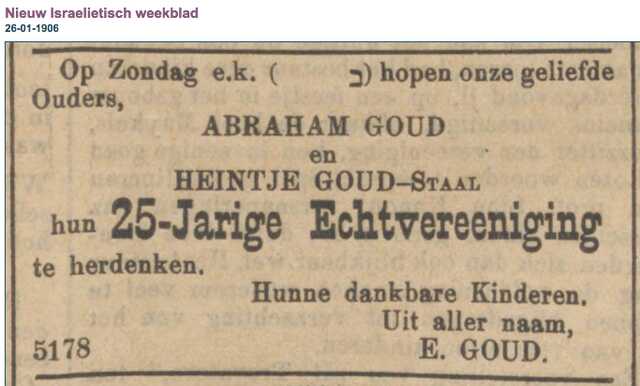 Nieuw Israelietisch weekblad
26-01-1906
Op Zondag e.k. ( כ) hopen onze geliefde
Ouders,
ABRAHAM GOUD
en
HEINTJE GOUD–STAAL
hun 25-Jarige Echtvereeniging
te herdenken.
Hunne dankbare Kinderen.
Uit aller naam,
5178 E. GOUD.